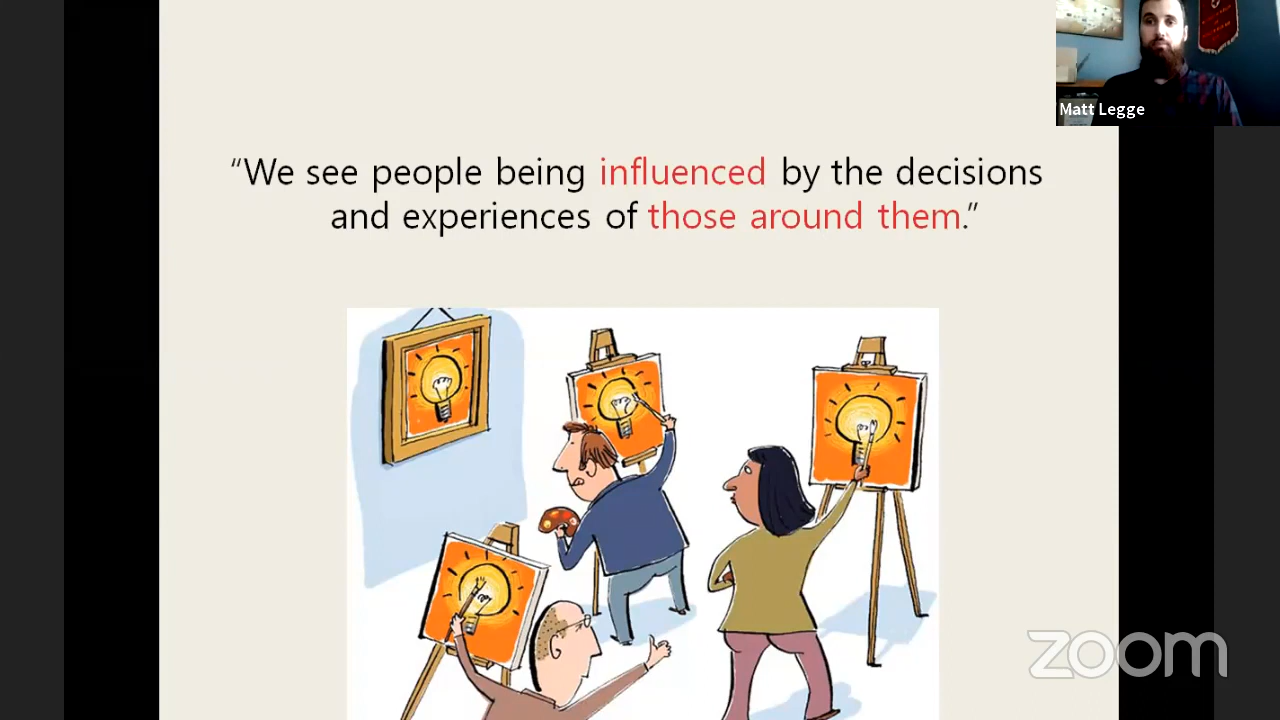 Matt Legge
“We see people being influenced by the decisions
and experiences of those around them.”
zoom